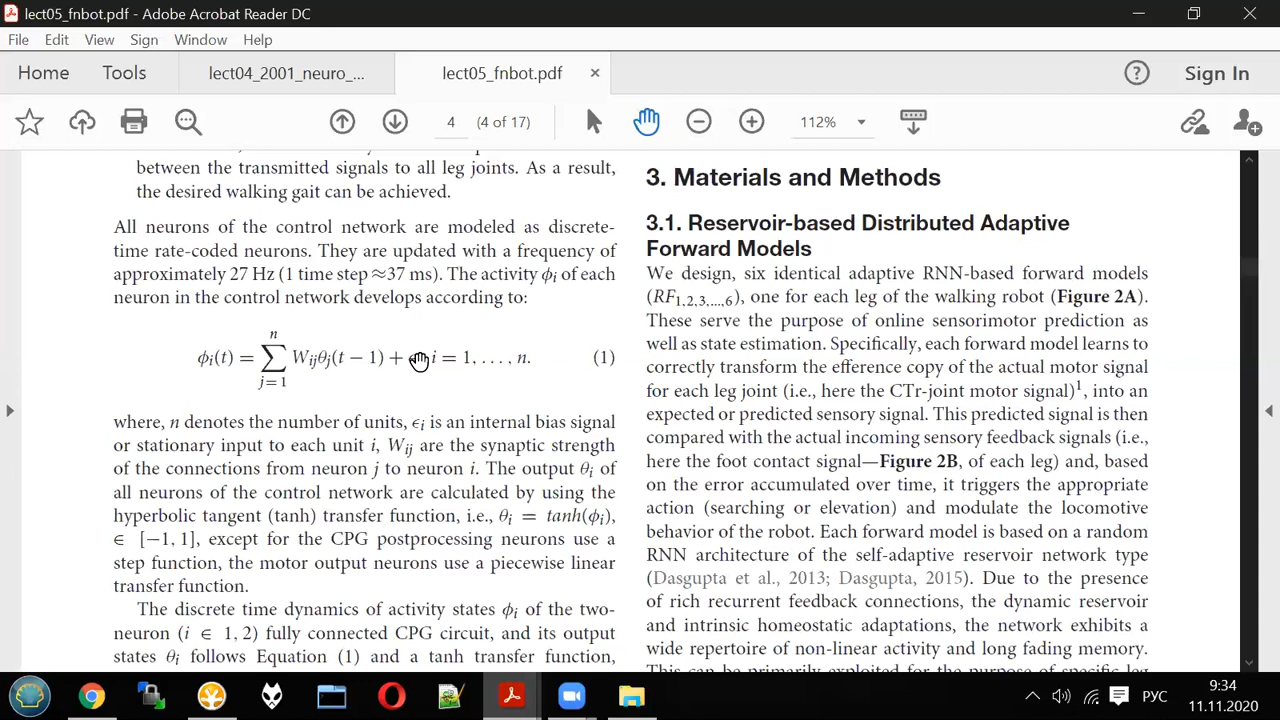 lect05_fnbot.pdf - Adobe Acrobat Reader DC
File Edit View Sign Window Help
Home Tools lect04_2001_neuro_... lect05_fnbot.pdf × Sign In
4 (4 of 17) 112%
between the transmitted signals to all leg joints. As a result,
the desired walking gait can be achieved.
All neurons of the control network are modeled as discrete-
time rate-coded neurons. They are updated with a frequency of
approximately 27 Hz (1 time step ≈37 ms). The activity ϕi of each
neuron in the control network develops according to:
ϕi(t) = ∑ j=1 n Wijθj(t − 1) + i = 1, . . . , n. (1)
where, n denotes the number of units, ϵi is an internal bias signal
or stationary input to each unit i, Wij are the synaptic strength
of the connections from neuron j to neuron i. The output θi of
all neurons of the control network are calculated by using the
hyperbolic tangent (tanh) transfer function, i.e., θi = tanh(ϕi),
∈ [−1, 1], except for the CPG postprocessing neurons use a
step function, the motor output neurons use a piecewise linear
transfer function.
The discrete time dynamics of activity states ϕi of the two-
neuron (i ∈ 1, 2) fully connected CPG circuit, and its output
states θi follows Equation (1) and a tanh transfer function,
3. Materials and Methods
3.1. Reservoir-based Distributed Adaptive
Forward Models
We design, six identical adaptive RNN-based forward models
(RF1,2,3,...,6), one for each leg of the walking robot (Figure 2A).
These serve the purpose of online sensorimotor prediction as
well as state estimation. Specifically, each forward model learns to
correctly transform the efference copy of the actual motor signal
for each leg joint (i.e., here the CTr-joint motor signal)1, into an
expected or predicted sensory signal. This predicted signal is then
compared with the actual incoming sensory feedback signals (i.e.,
here the foot contact signal—Figure 2B, of each leg) and, based
on the error accumulated over time, it triggers the appropriate
action (searching or elevation) and modulate the locomotive
behavior of the robot. Each forward model is based on a random
RNN architecture of the self-adaptive reservoir network type
(Dasgupta et al., 2013; Dasgupta, 2015). Due to the presence
of rich recurrent feedback connections, the dynamic reservoir
and intrinsic homeostatic adaptations, the network exhibits a
wide repertoire of non-linear activity and long fading memory.
This can be primarily exploited for the purpose of specific leg
РУС
9:34
11.11.2020